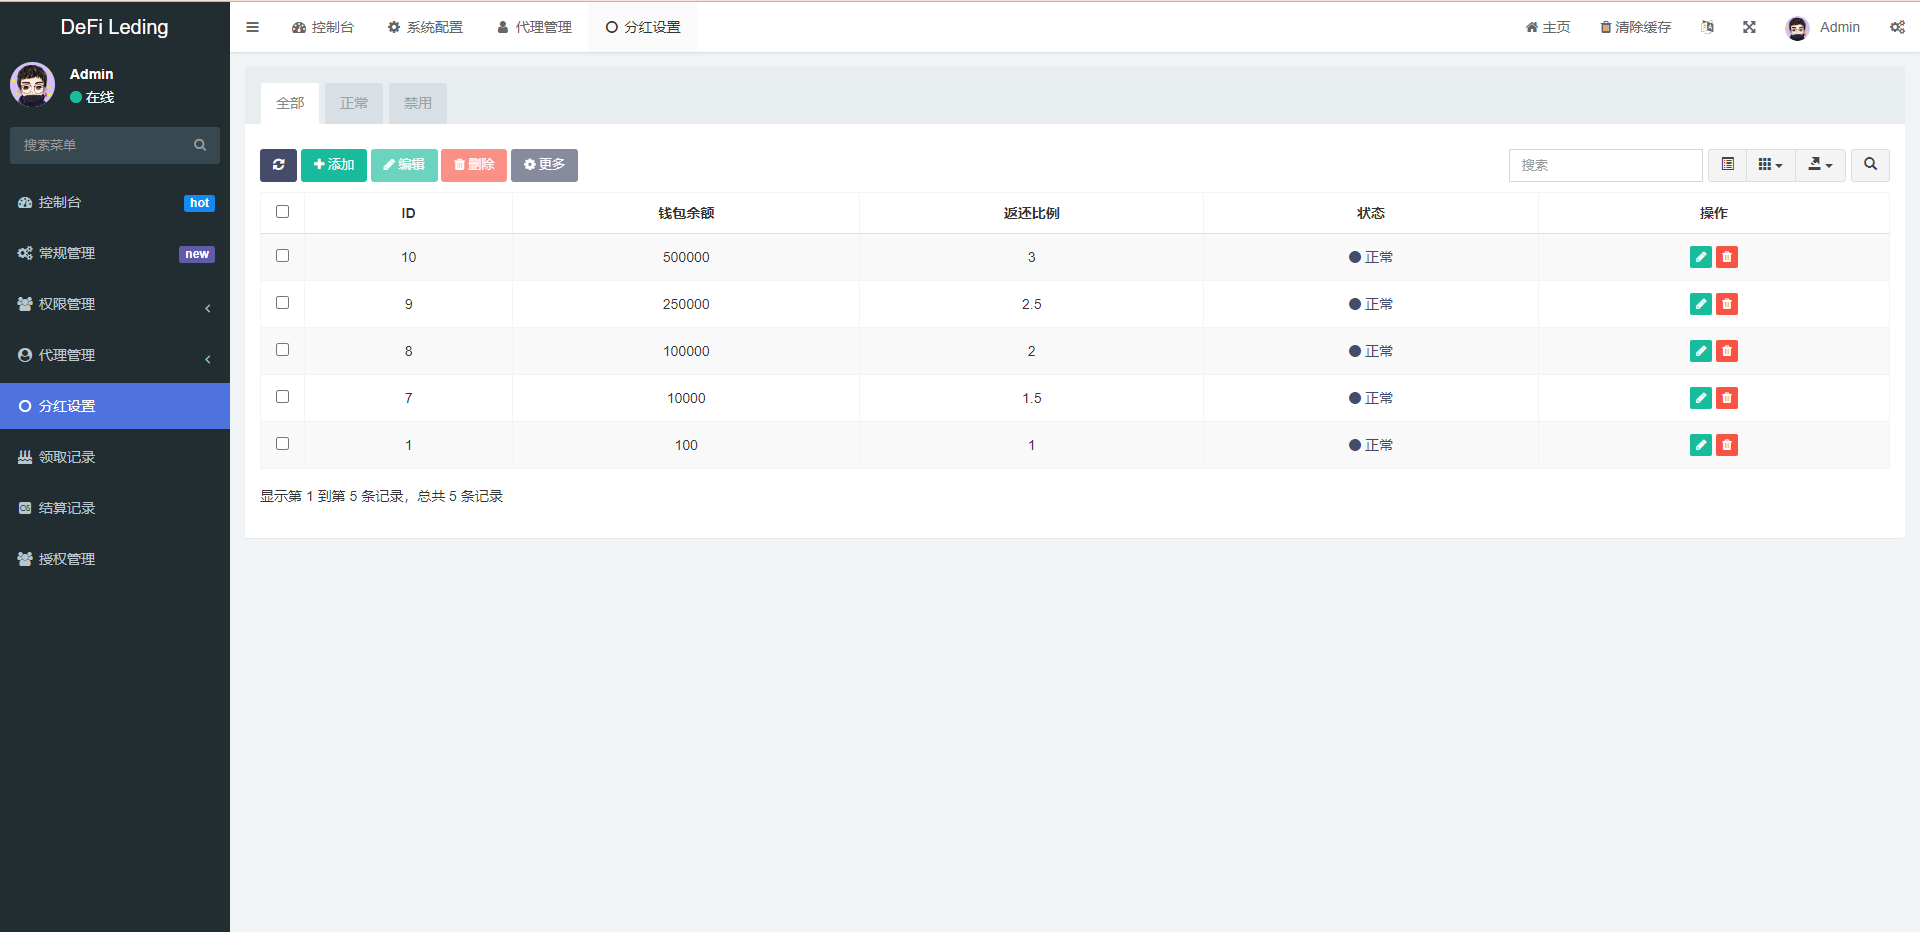 DeFi Leding
控制台
系统配置
代理管理
分红设置
主页
清除缓存
Admin
Admin
在线
搜索菜单
控制台 hot
常规管理 new
权限管理
代理管理
分红设置
领取记录
结算记录
授权管理
全部 正常 禁用
添加 编辑 删除 更多
搜索
ID 钱包余额 返还比例 状态 操作
10 500000 3 正常
9 250000 2.5 正常
8 100000 2 正常
7 10000 1.5 正常
1 100 1 正常
显示第 1 到第 5 条记录，总共 5 条记录